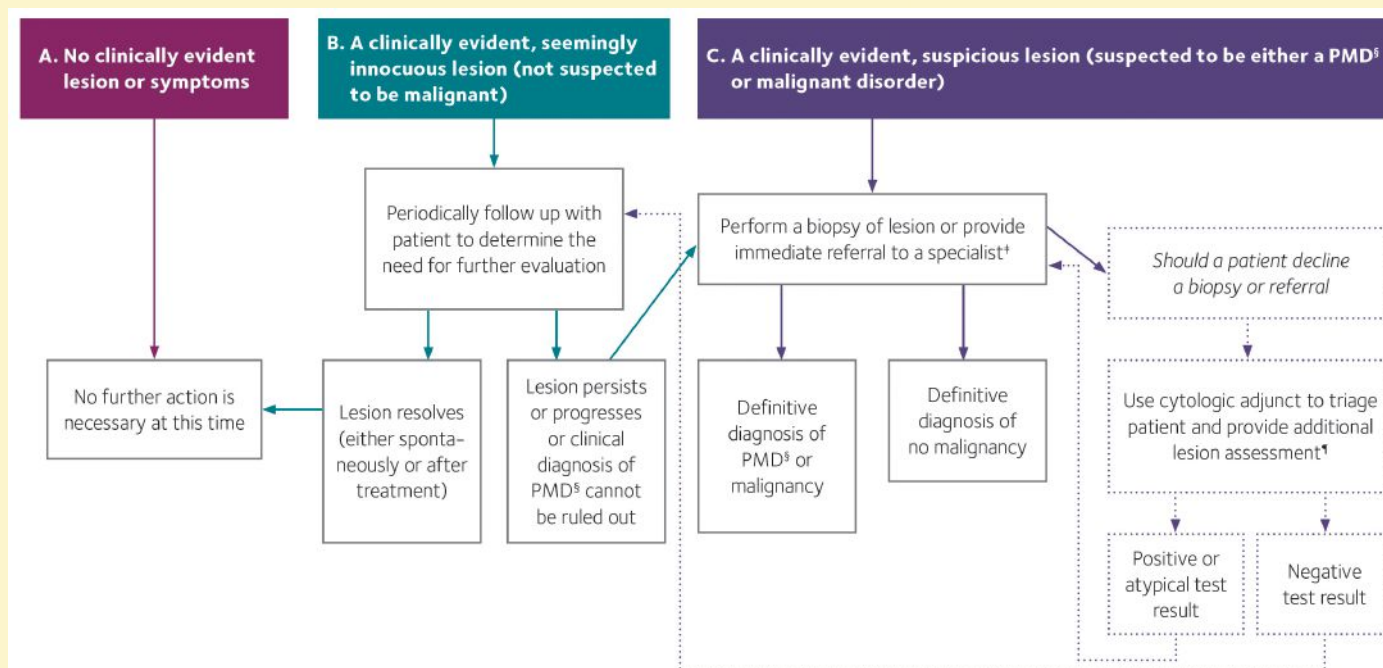 A. No clinically evident
lesion or symptoms
B. A clinically evident, seemingly
innocuous lesion (not suspected
to be malignant)
C. A clinically evident, suspicious lesion (suspected to be either a PMD§
or malignant disorder)
Periodically follow up with
patient to determine the
need for further evaluation
Perform a biopsy of lesion or provide
immediate referral to a specialist†
Should a patient decline
a biopsy or referral
No further action is
necessary at this time
Lesion resolves
(either sponta-
neously or after
treatment)
Lesion persists
or progresses
or clinical
diagnosis of
PMD§ cannot
be ruled out
Definitive
diagnosis of
PMD§ or
malignancy
Definitive
diagnosis of
no malignancy
Use cytologic adjunct to triage
patient and provide additional
lesion assessment¶
Positive or
atypical test
result
Negative
test result